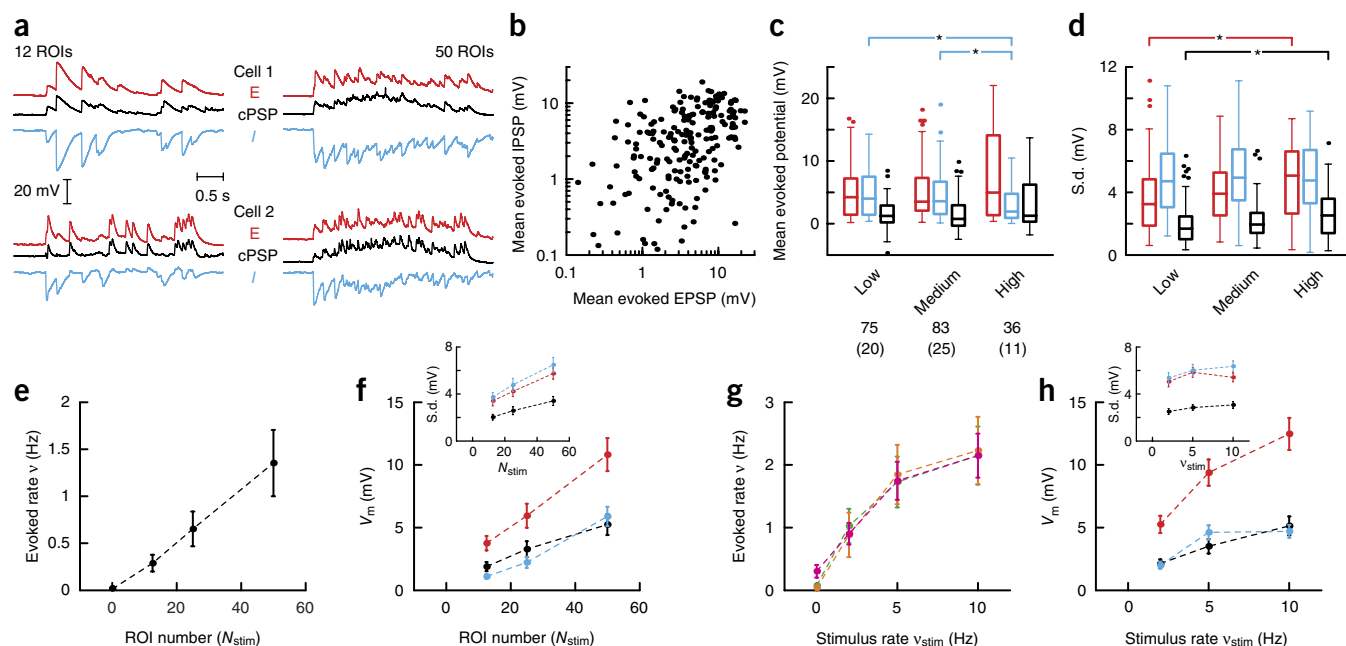 a
12 ROIs
50 ROIs
Cell 1
E
cPSP
I
20 mV
0.5 s
Cell 2
E
cPSP
I
b
Mean evoked IPSP (mV)
10
1
0.1
0.1
1
10
Mean evoked EPSP (mV)
c
*
*
Mean evoked potential (mV)
20
10
0
Low
Medium
High
75
(20)
83
(25)
36
(11)
d
*
*
S.d. (mV)
12
8
4
0
Low
Medium
High
e
Evoked rate ν (Hz)
2
1.5
1
0.5
0
0
20
40
60
ROI number (Nstim)
f
S.d. (mV)
8
4
0
0
20
40
60
Nstim
Vm (mV)
15
10
5
0
0
20
40
60
ROI number (Nstim)
g
Evoked rate ν (Hz)
3
2
1
0
0
5
10
Stimulus rate νstim (Hz)
h
S.d. (mV)
8
4
0
0
5
10
νstim
Vm (mV)
15
10
5
0
0
5
10
Stimulus rate νstim (Hz)